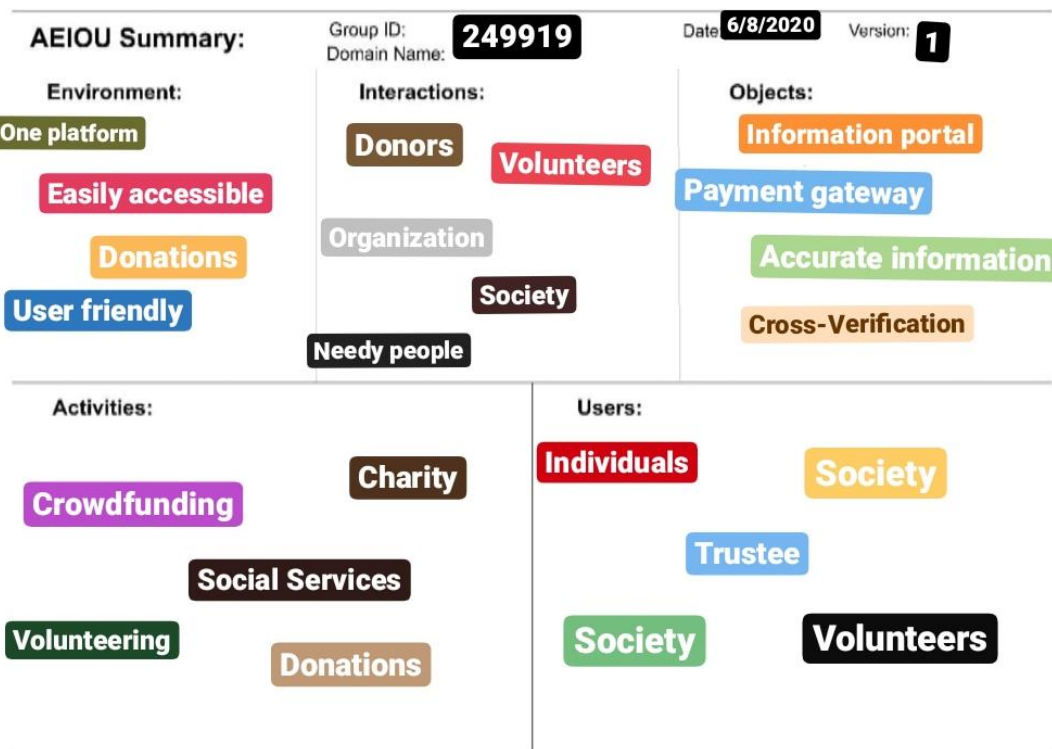 AEIOU Summary:
Group ID:
Domain Name:
249919
Date:
6/8/2020
Version:
1
Environment:
One platform
Easily accessible
Donations
User friendly
Interactions:
Donors
Volunteers
Organization
Society
Needy people
Objects:
Information portal
Payment gateway
Accurate information
Cross-Verification
Activities:
Charity
Crowdfunding
Social Services
Volunteering
Donations
Users:
Individuals
Society
Trustee
Society
Volunteers